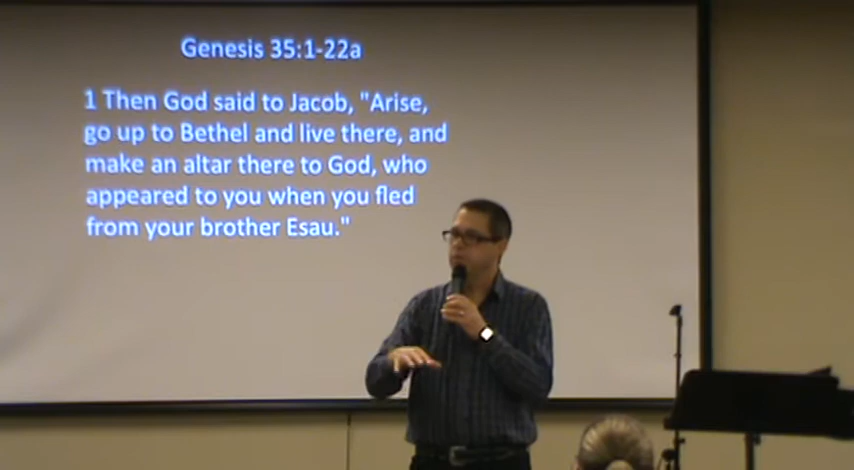 Genesis 35:1-22a
1 Then God said to Jacob, "Arise,
go up to Bethel and live there, and
make an altar there to God, who
appeared to you when you fled
from your brother Esau."